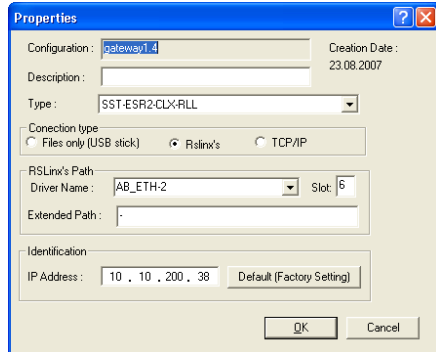 Properties
Configuration : gateway1.4 Creation Date :
23.08.2007
Description :
Type : SST-ESR2-CLX-RLL
Conection type
Files only (USB stick) Rslinx's TCP/IP
RSLinx's Path
Driver Name : AB_ETH-2 Slot: 6
Extended Path : -
Identification
IP Address : 10 . 10 . 200 . 38 Default (Factory Setting)
OK Cancel